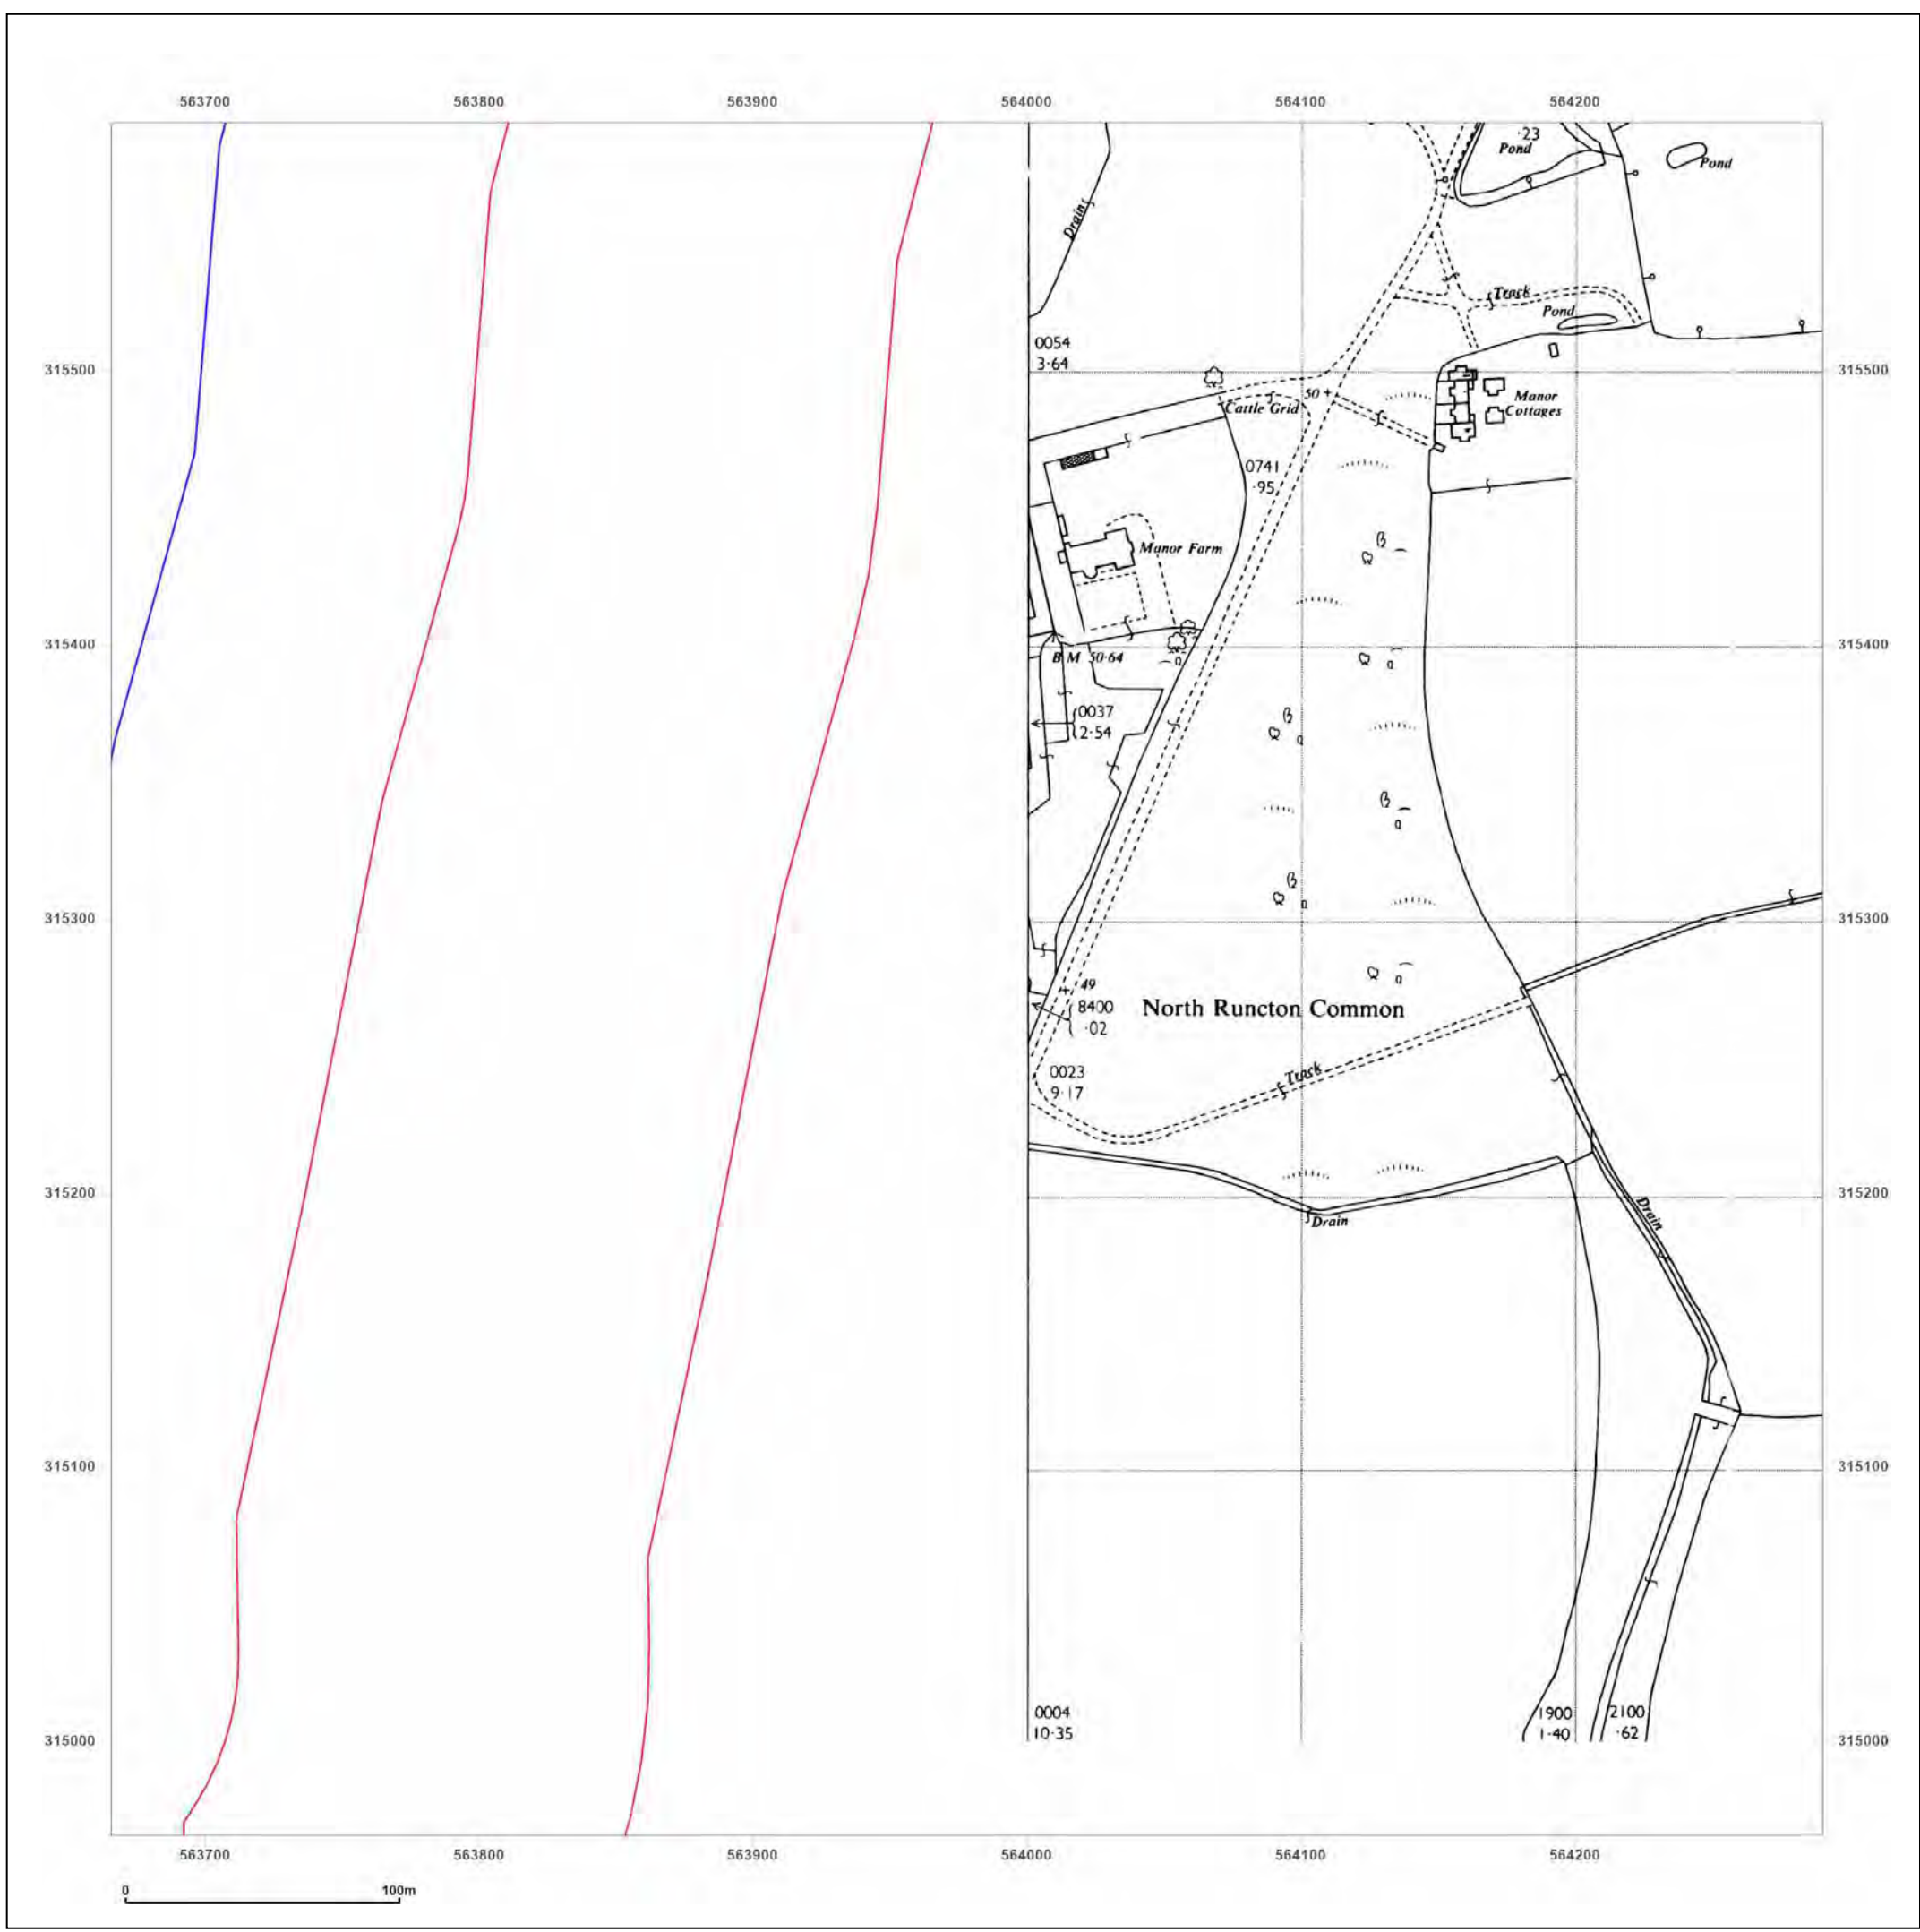 563700 563800 563900 564000 564100 564200
·23
Pond
Pond
Drain
Track
Pond
0054
3·64
315500
315500
50
Cattle Grid
Manor
Cottages
0741
·95
Manor Farm
315400
315400
B M 50·64
0037
2·54
315300
315300
49
8400
·02
North Runcton Common
0023
9·17
Track
315200
315200
Drain
Drain
315100
315100
0004
10·35
1900
1·40
2100
·62
315000
315000
563700 563800 563900 564000 564100 564200
0 100m